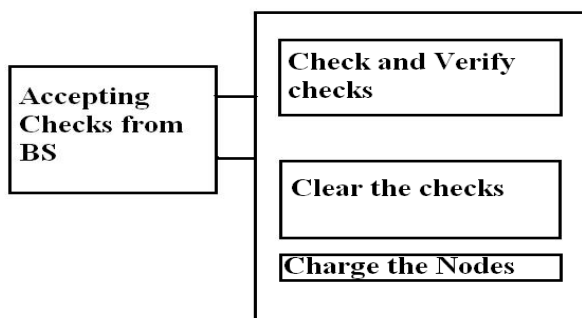 Accepting
Checks from
BS
Check and Verify
checks
Clear the checks
Charge the Nodes